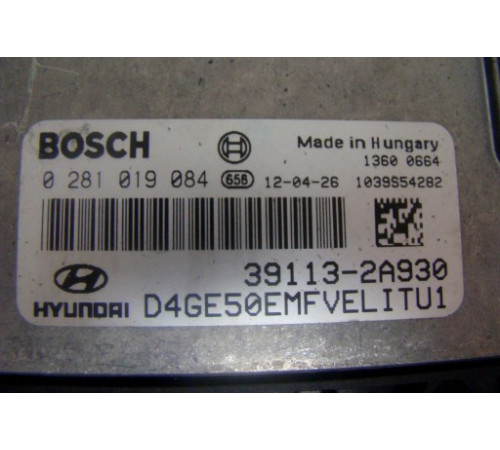 BOSCH
Made in Hungary
1360 0664
0 281 019 084 658 12-04-26 1039S54282
39113-2A930
HYUNDAI D4GE50EMFVELITU1